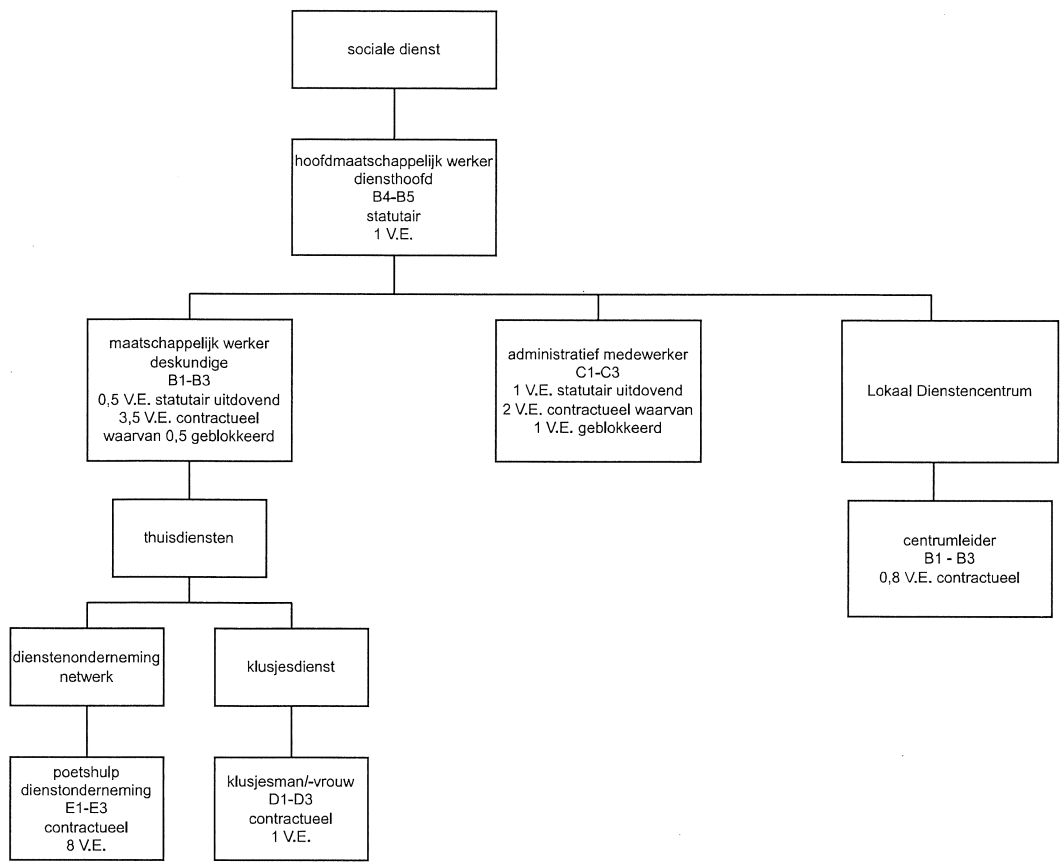 sociale dienst
hoofdmaatschappelijk werker
diensthoofd
B4-B5
statutair
1 V.E.
maatschappelijk werker
deskundige
B1-B3
0,5 V.E. statutair uitdovend
3,5 V.E. contractueel
waarvan 0,5 geblokkeerd
administratief medewerker
C1-C3
1 V.E. statutair uitdovend
2 V.E. contractueel waarvan
1 V.E. geblokkeerd
Lokaal Dienstencentrum
thuisdiensten
centrumleider
B1 - B3
0,8 V.E. contractueel
dienstenonderneming
netwerk
klusjesdienst
poetshulp
dienstonderneming
E1-E3
contractueel
8 V.E.
klusjesman/-vrouw
D1-D3
contractueel
1 V.E.